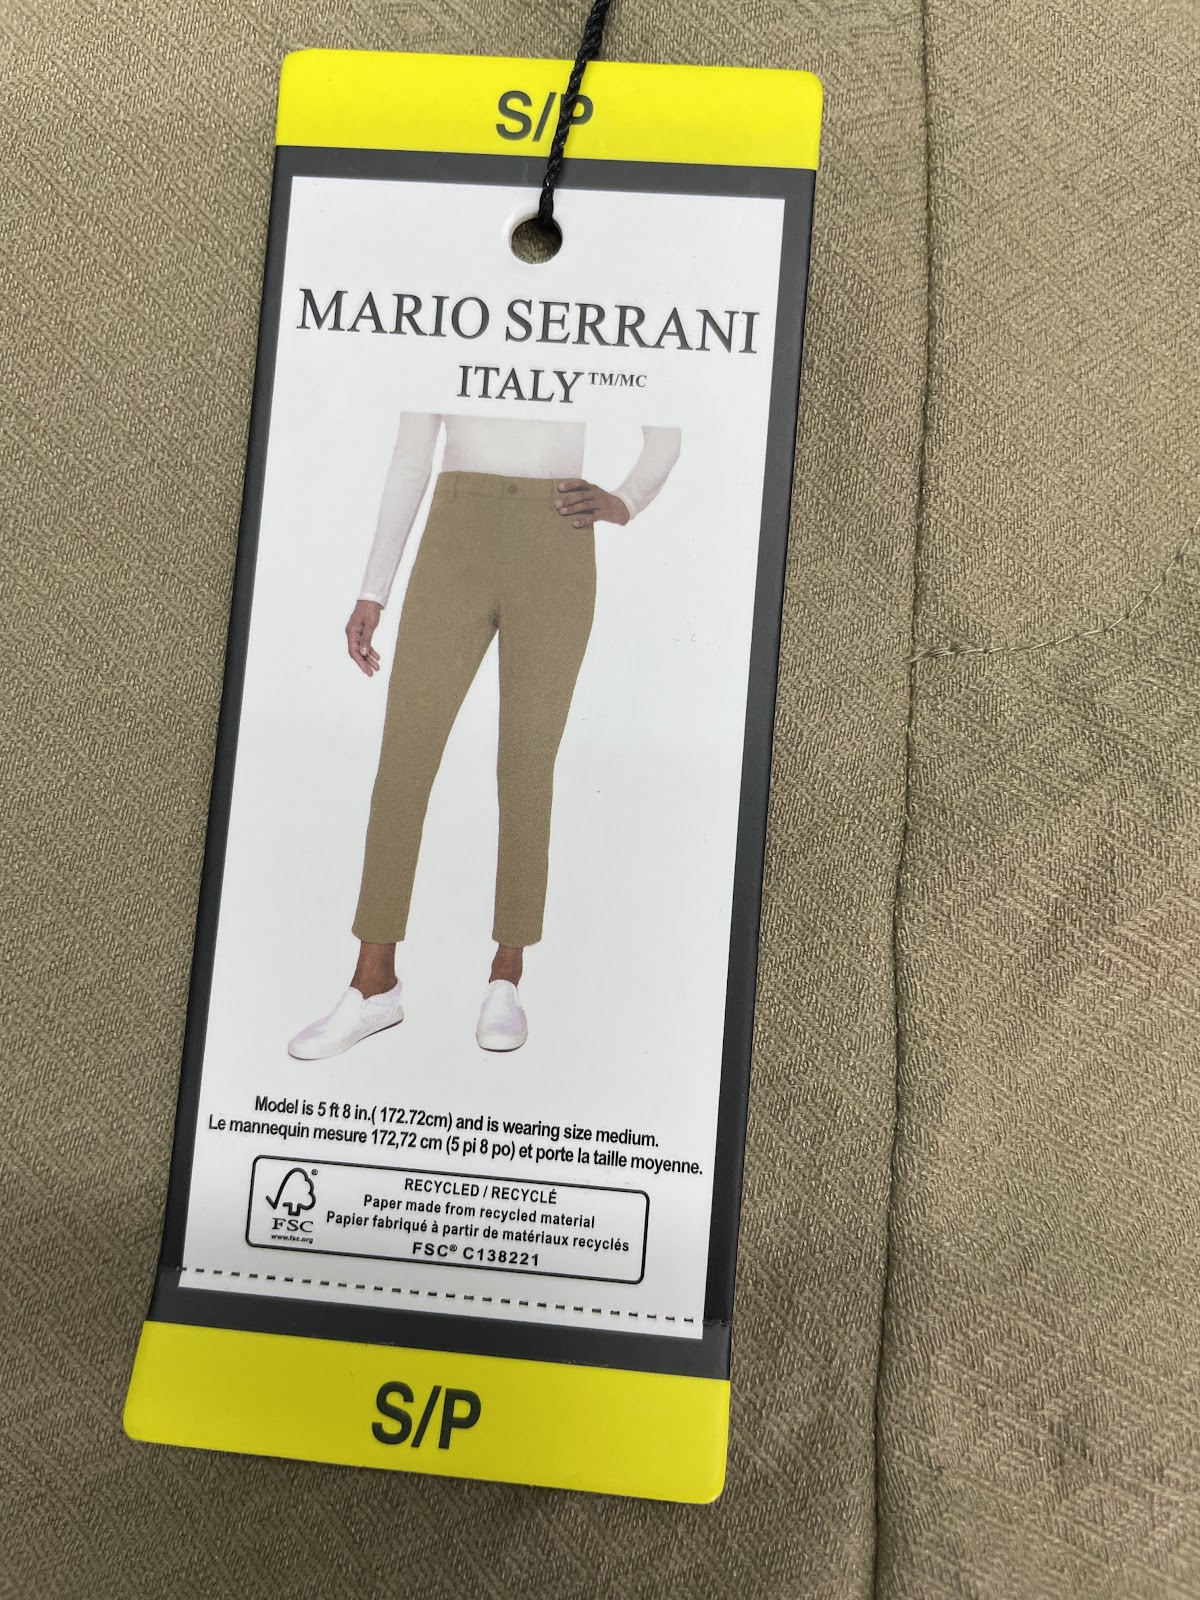 S/P
MARIO SERRANI
ITALY TM/MC
Model is 5 ft 8 in.( 172.72cm) and is wearing size medium.
Le mannequin mesure 172,72 cm (5 pi 8 po) et porte la taille moyenne.
RECYCLED / RECYCLÉ
Paper made from recycled material
Papier fabriqué à partir de matériaux recyclés
FSC® C138221
®
FSC
www.fsc.org
S/P